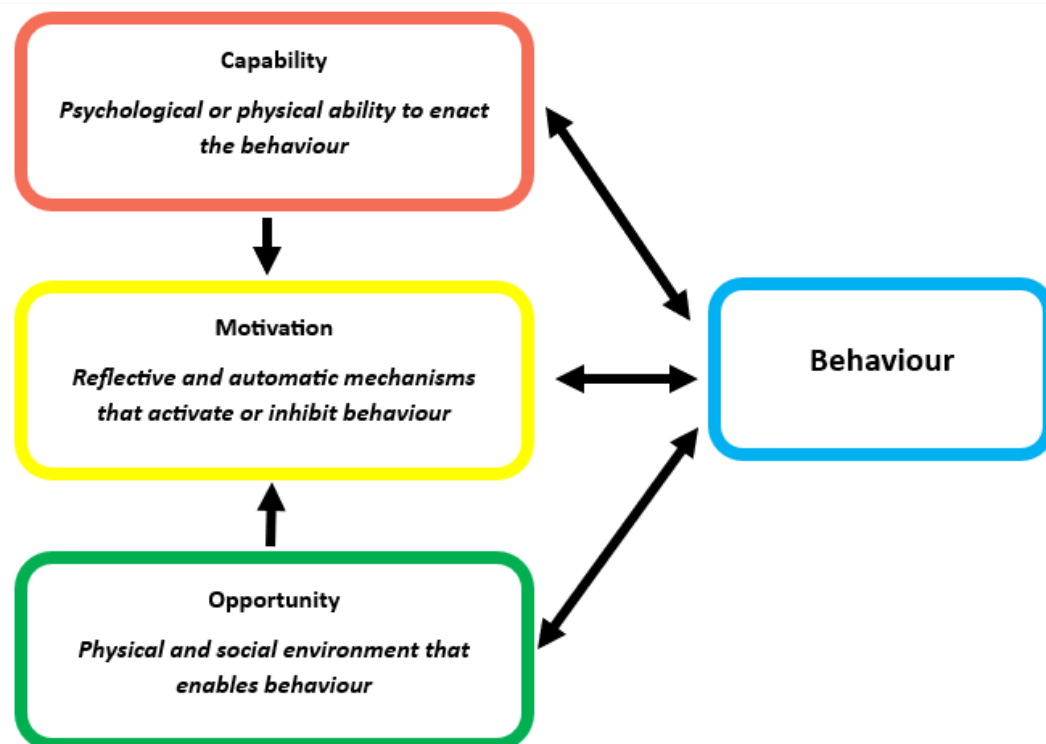 Capability
Psychological or physical ability to enact
the behaviour
Motivation
Reflective and automatic mechanisms
that activate or inhibit behaviour
Behaviour
Opportunity
Physical and social environment that
enables behaviour